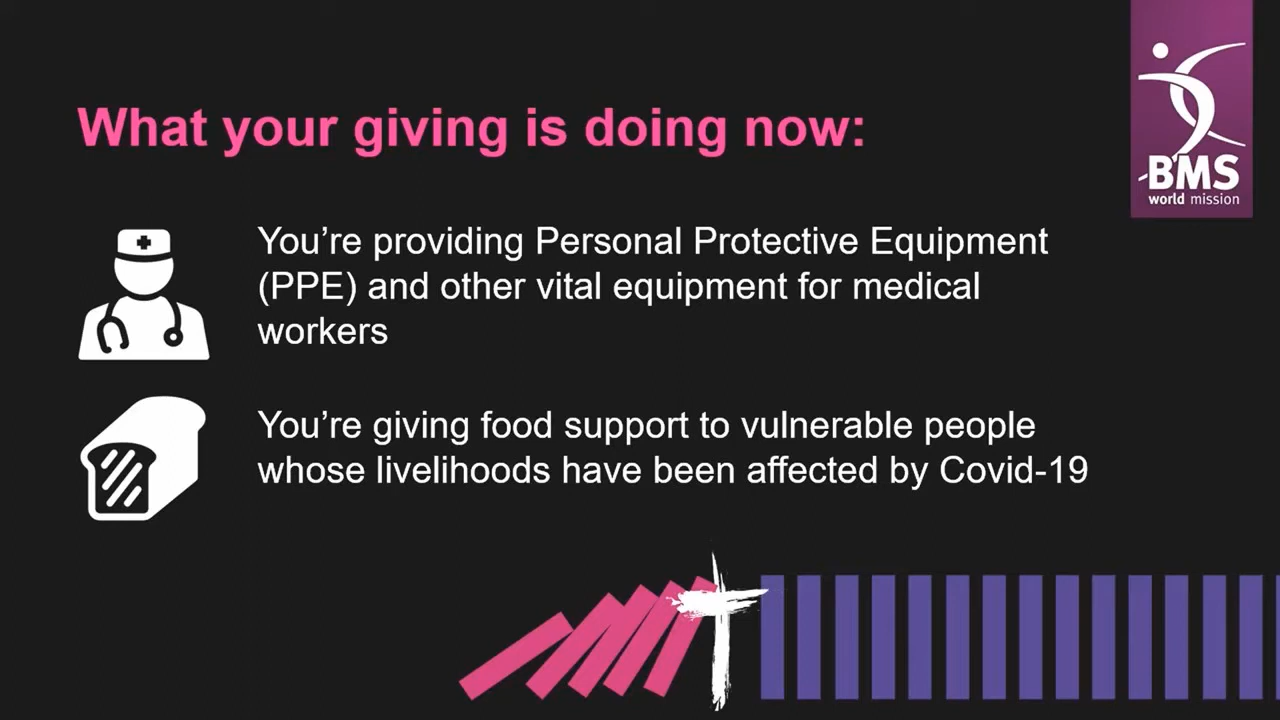 What your giving is doing now:
BMS
world mission
You’re providing Personal Protective Equipment
(PPE) and other vital equipment for medical
workers
You’re giving food support to vulnerable people
whose livelihoods have been affected by Covid-19